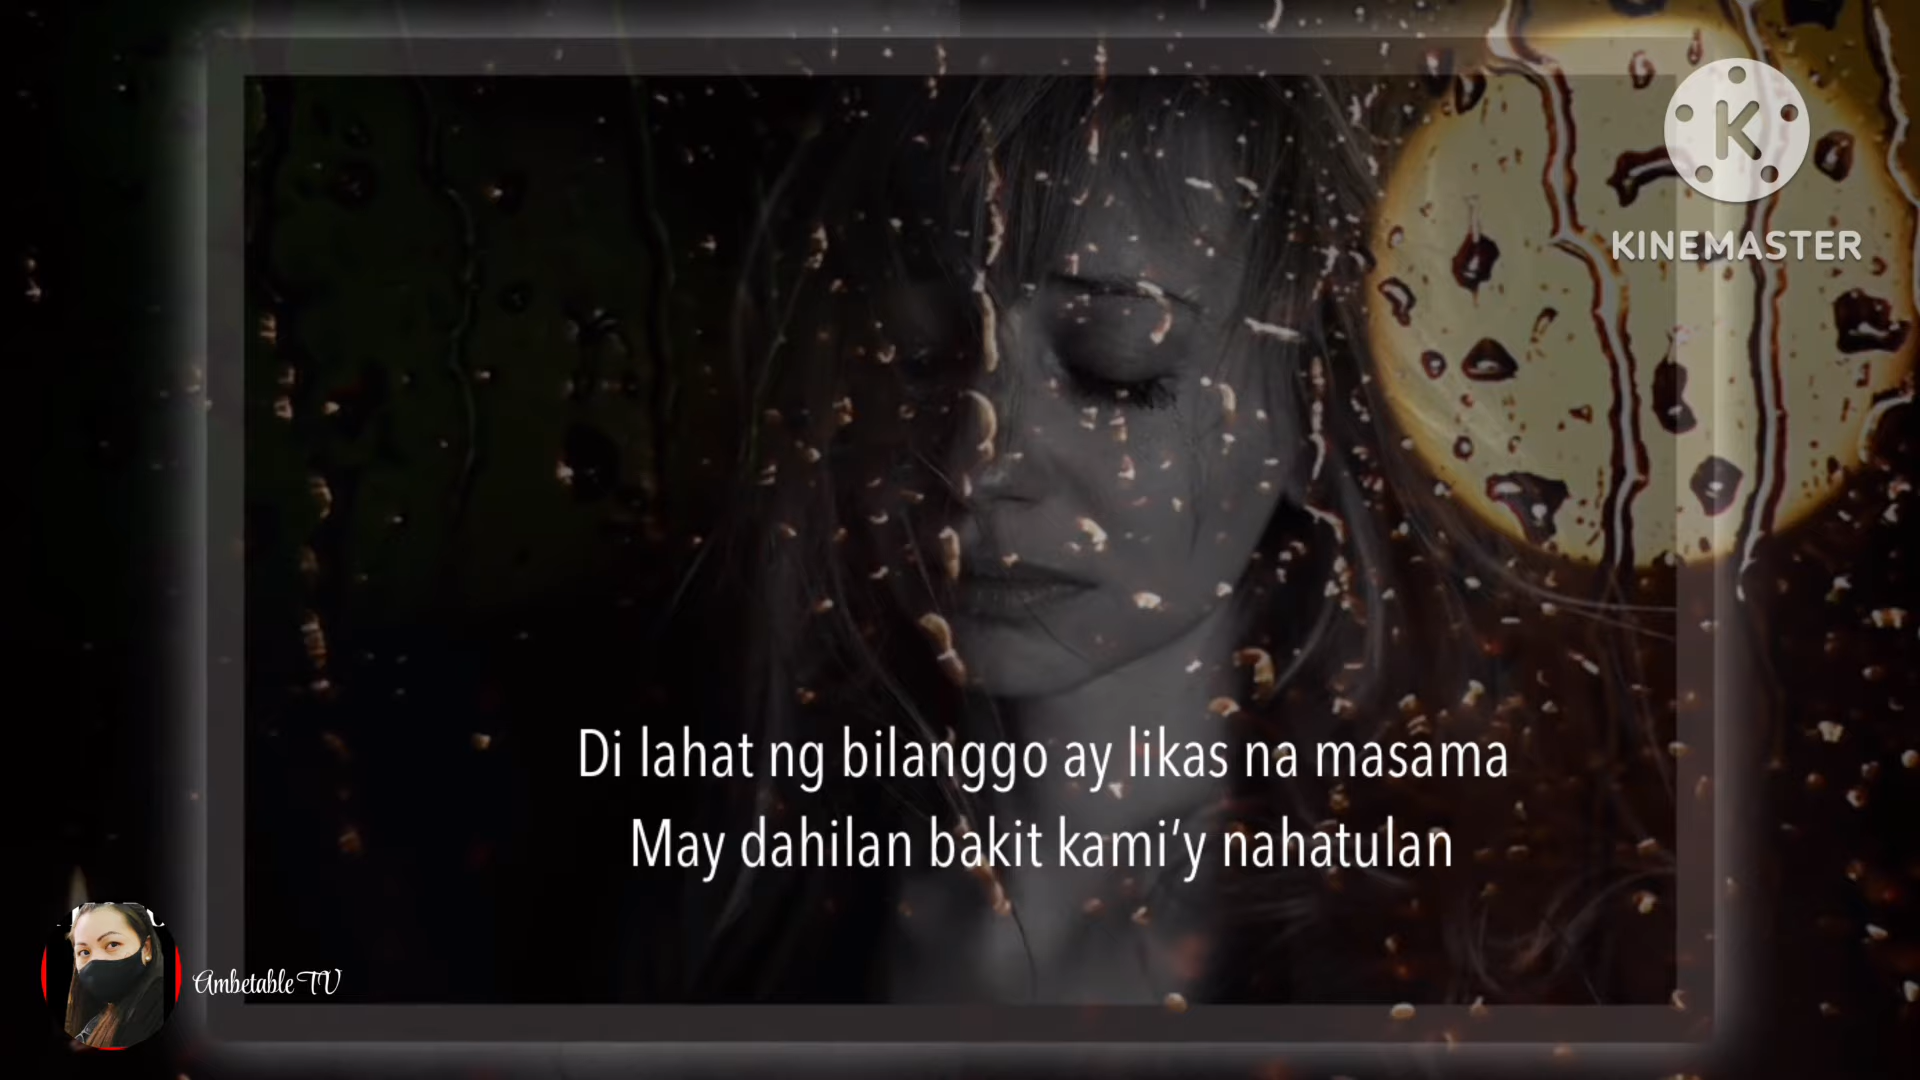 K
KINEMASTER
Di lahat ng bilanggo ay likas na masama
May dahilan bakit kami’y nahatulan
Ambetable TV